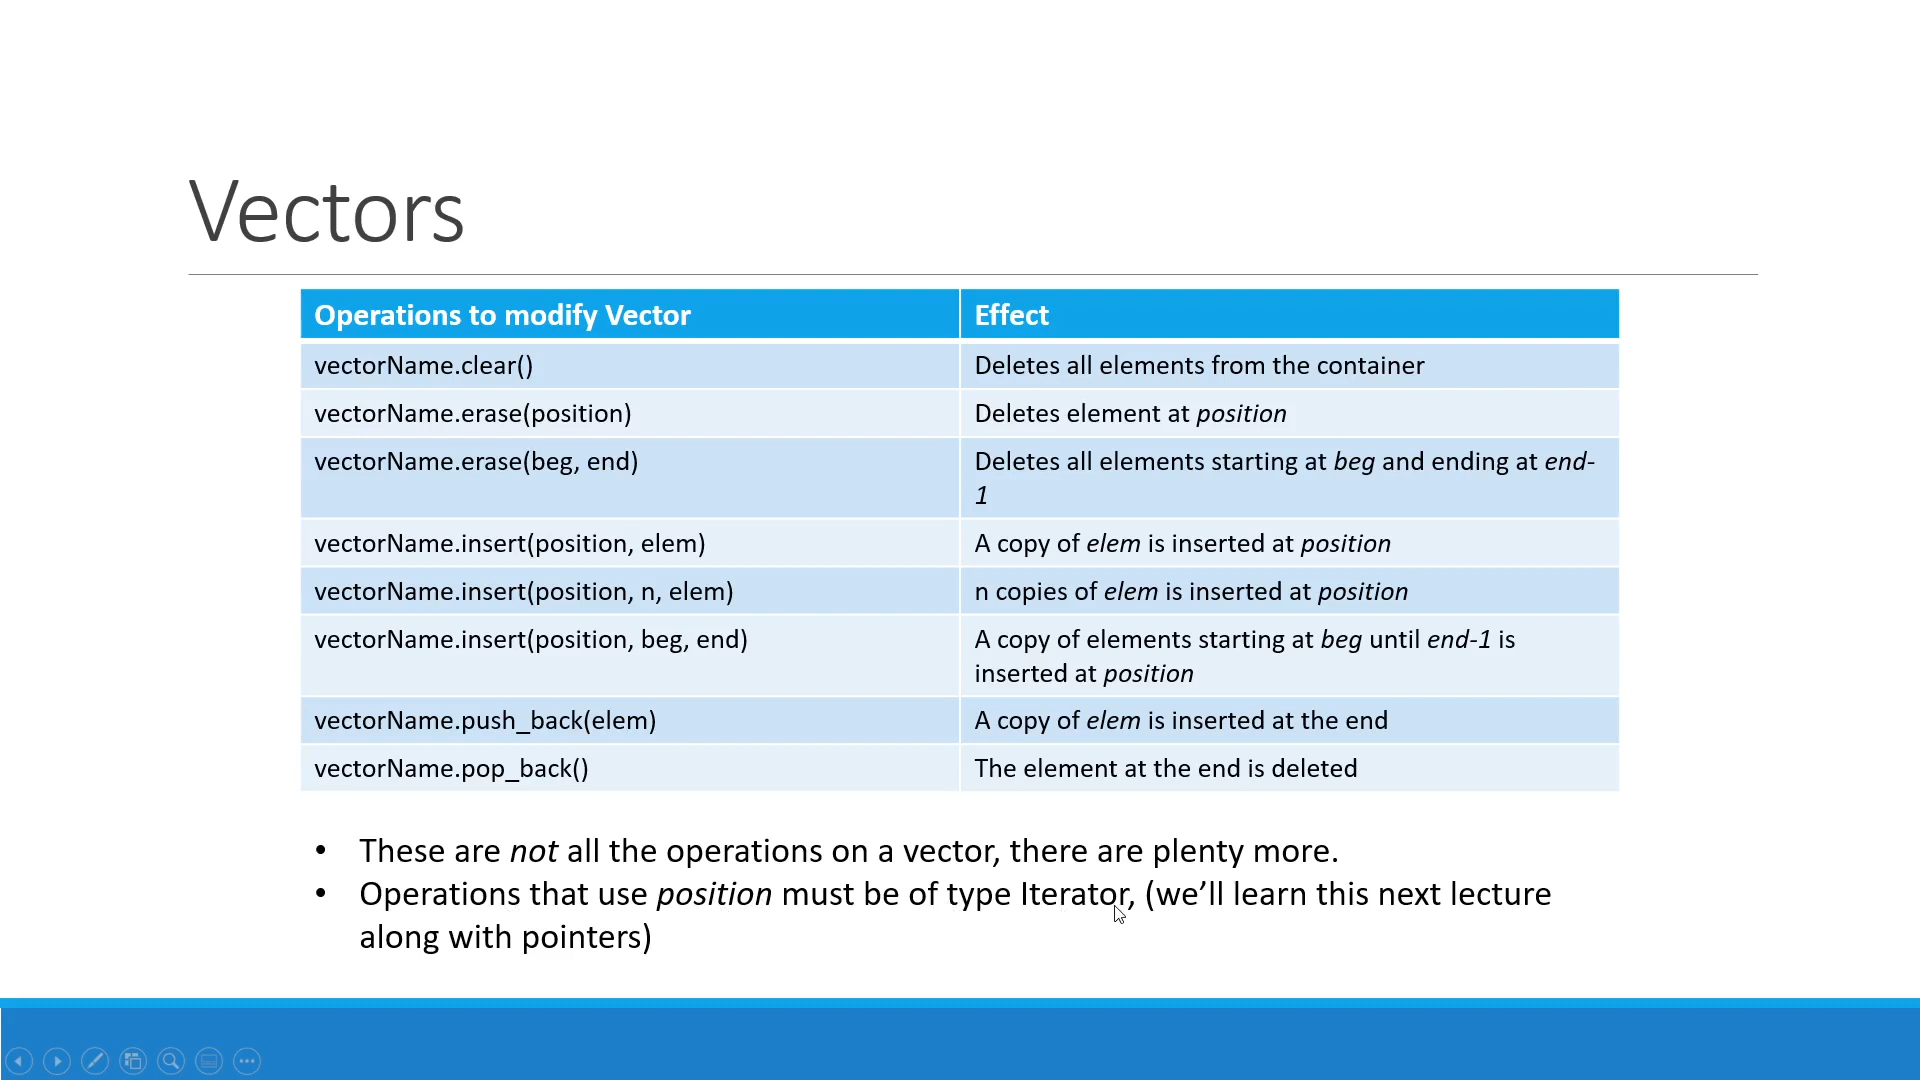 Vectors
Operations to modify Vector
Effect
vectorName.clear()
Deletes all elements from the container
vectorName.erase(position)
Deletes element at position
vectorName.erase(beg, end)
Deletes all elements starting at beg and ending at end-
1
vectorName.insert(position, elem)
A copy of elem is inserted at position
vectorName.insert(position, n, elem)
n copies of elem is inserted at position
vectorName.insert(position, beg, end)
A copy of elements starting at beg until end-1 is
inserted at position
vectorName.push_back(elem)
A copy of elem is inserted at the end
vectorName.pop_back()
The element at the end is deleted
• These are not all the operations on a vector, there are plenty more.
• Operations that use position must be of type Iterator, (we’ll learn this next lecture
along with pointers)